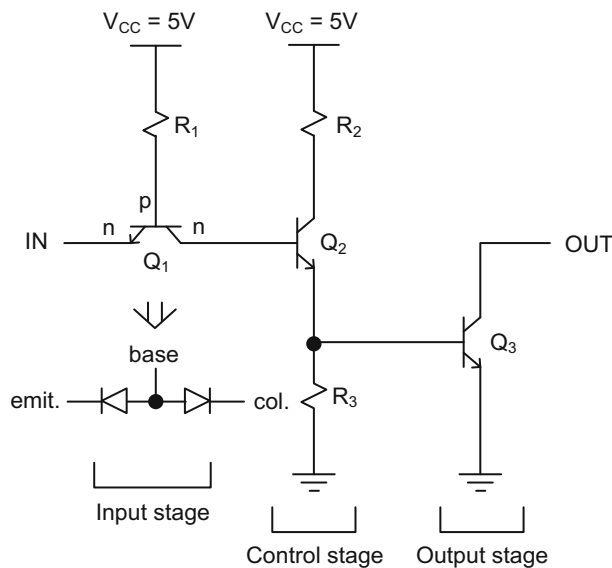 V_CC = 5V
V_CC = 5V
R_1
R_2
p
n
n
IN
Q_1
Q_2
OUT
base
Q_3
emit.
col.
R_3
Input stage
Control stage
Output stage